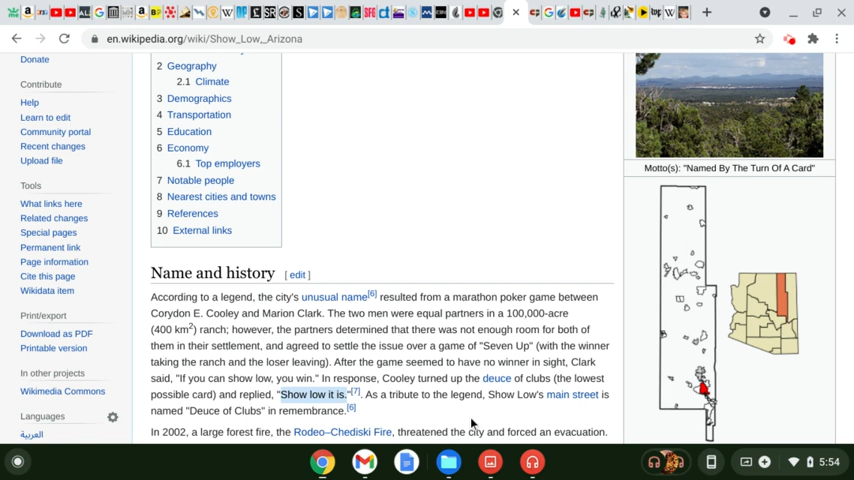 en.wikipedia.org/wiki/Show_Low,_Arizona
Donate
Contribute
Help
Learn to edit
Community portal
Recent changes
Upload file
Tools
What links here
Related changes
Special pages
Permanent link
Page information
Cite this page
Wikidata item
Print/export
Download as PDF
Printable version
In other projects
Wikimedia Commons
Languages
العربية
2 Geography
2.1 Climate
3 Demographics
4 Transportation
5 Education
6 Economy
6.1 Top employers
7 Notable people
8 Nearest cities and towns
9 References
10 External links
Name and history [ edit ]
According to a legend, the city's unusual name[6] resulted from a marathon poker game between
Corydon E. Cooley and Marion Clark. The two men were equal partners in a 100,000-acre
(400 km2) ranch; however, the partners determined that there was not enough room for both of
them in their settlement, and agreed to settle the issue over a game of "Seven Up" (with the winner
taking the ranch and the loser leaving). After the game seemed to have no winner in sight, Clark
said, "If you can show low, you win." In response, Cooley turned up the deuce of clubs (the lowest
possible card) and replied, "Show low it is."[7]. As a tribute to the legend, Show Low's main street is
named "Deuce of Clubs" in remembrance.[6]
In 2002, a large forest fire, the Rodeo–Chediski Fire, threatened the city and forced an evacuation.
Motto(s): "Named By The Turn Of A Card"
5:54